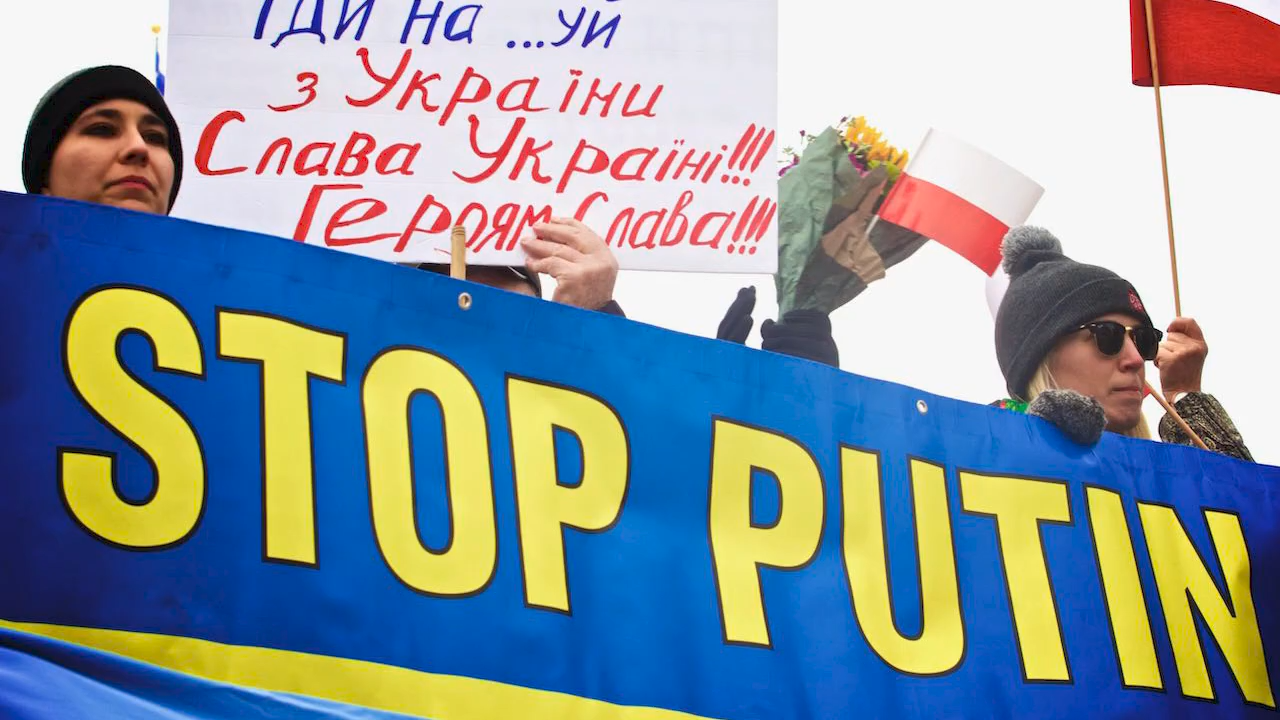 іди на ...уй
з України
Слава Україні!!!
Героям Слава!!!
STOP PUTIN